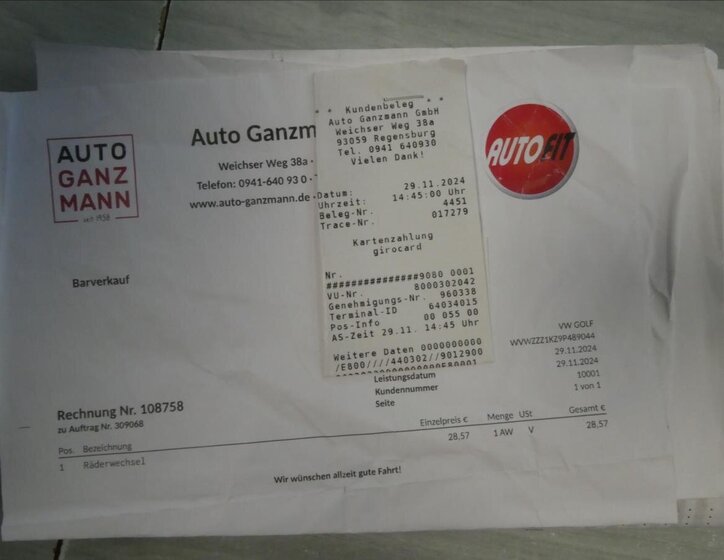 AUTO
GANZ
MANN
seit 1958
Auto Ganzm
Weichser Weg 38a ·
Telefon: 0941-640 93 0 ·
www.auto-ganzmann.de ·
AUTOFIT
* * Kundenbeleg * *
Auto Ganzmann GmbH
Weichser Weg 38a
93059 Regensburg
Tel. 0941 640930
Vielen Dank!
Datum: 29.11.2024
Uhrzeit: 14:45:00 Uhr
Beleg-Nr. 4451
Trace-Nr. 017279
Kartenzahlung
girocard
Nr.
###############9080 0001
VU-Nr. 8000302042
Genehmigungs-Nr. 960338
Terminal-ID 64034015
Pos-Info 00 055 00
AS-Zeit 29.11. 14:45 Uhr
Weitere Daten 0000000000
/E800////440302//9012900
Barverkauf
VW GOLF
WVWZZZ1KZ9P489044
29.11.2024
Leistungsdatum 29.11.2024
Kundennummer 10001
Seite 1 von 1
Rechnung Nr. 108758
zu Auftrag Nr. 309068
Pos. Bezeichnung Einzelpreis € Menge USt Gesamt €
1 Räderwechsel 28,57 1 AW V 28,57
Wir wünschen allzeit gute Fahrt!